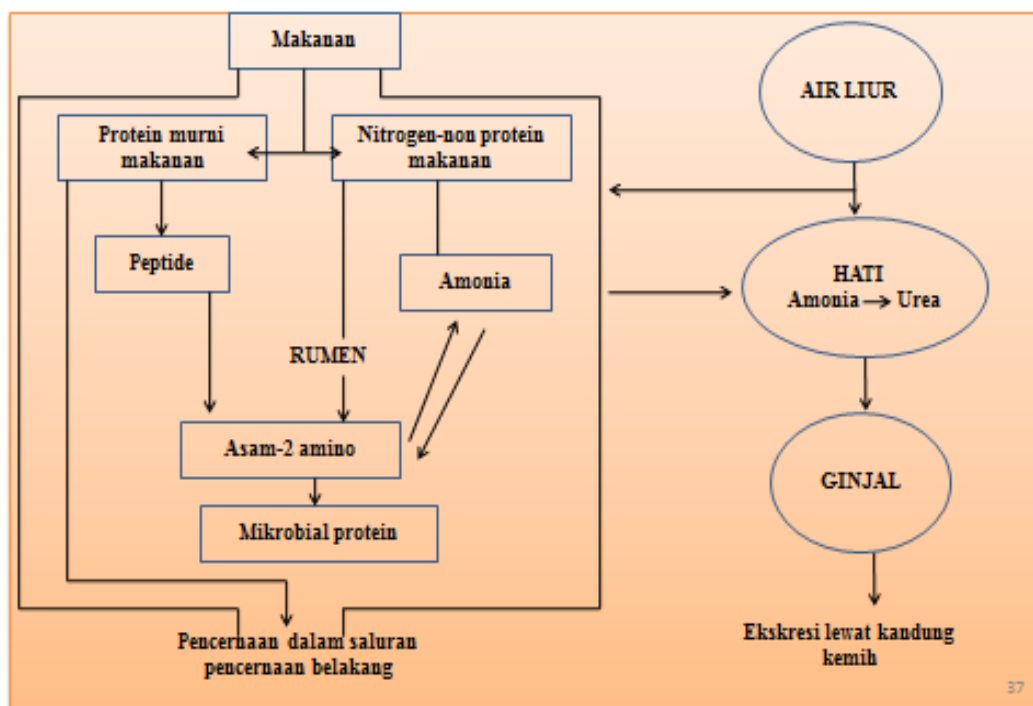 Makanan
AIR LIUR
Protein murni
makanan
Nitrogen-non protein
makanan
Peptide
Amonia
HATI
Amonia → Urea
RUMEN
Asam-2 amino
GINJAL
Mikrobial protein
Pencernaan dalam saluran
pencernaan belakang
Ekskresi lewat kandung
kemih
37